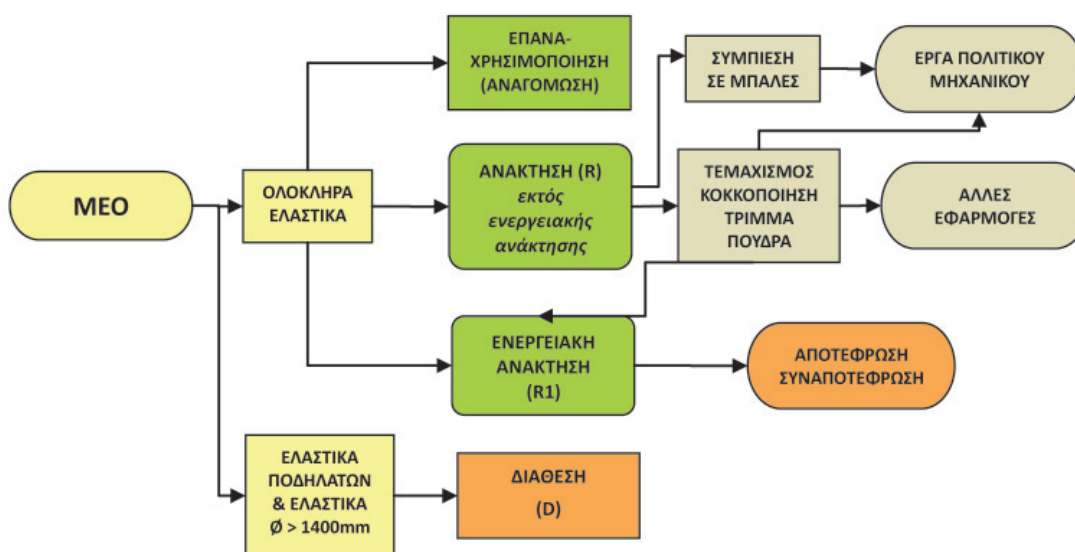 ΕΠΑΝΑ-
ΧΡΗΣΙΜΟΠΟΙΗΣΗ
(ΑΝΑΓΟΜΩΣΗ)
ΣΥΜΠΙΕΣΗ
ΣΕ ΜΠΑΛΕΣ
ΕΡΓΑ ΠΟΛΙΤΙΚΟΥ
ΜΗΧΑΝΙΚΟΥ
ΜΕΟ
ΟΛΟΚΛΗΡΑ
ΕΛΑΣΤΙΚΑ
ΑΝΑΚΤΗΣΗ (R)
εκτός
ενεργειακής
ανάκτησης
ΤΕΜΑΧΙΣΜΟΣ
ΚΟΚΚΟΠΟΙΗΣΗ
ΤΡΙΜΜΑ
ΠΟΥΔΡΑ
ΑΛΛΕΣ
ΕΦΑΡΜΟΓΕΣ
ΕΝΕΡΓΕΙΑΚΗ
ΑΝΑΚΤΗΣΗ
(R1)
ΑΠΟΤΕΦΡΩΣΗ
ΣΥΝΑΠΟΤΕΦΡΩΣΗ
ΕΛΑΣΤΙΚΑ
ΠΟΔΗΛΑΤΩΝ
& ΕΛΑΣΤΙΚΑ
Ø > 1400mm
ΔΙΑΘΕΣΗ
(D)